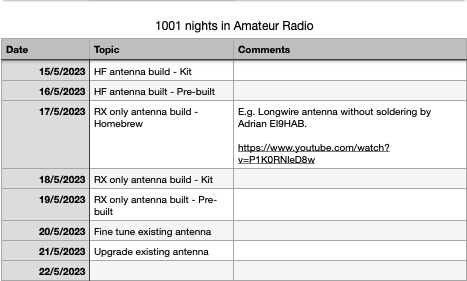 1001 nights in Amateur Radio
Date Topic Comments
15/5/2023 HF antenna build - Kit
16/5/2023 HF antenna built - Pre-built
17/5/2023 RX only antenna build - E.g. Longwire antenna without soldering by
Homebrew Adrian EI9HAB.
https://www.youtube.com/watch?
v=P1K0RNleD8w
18/5/2023 RX only antenna build - Kit
19/5/2023 RX only antenna built - Pre-
built
20/5/2023 Fine tune existing antenna
21/5/2023 Upgrade existing antenna
22/5/2023